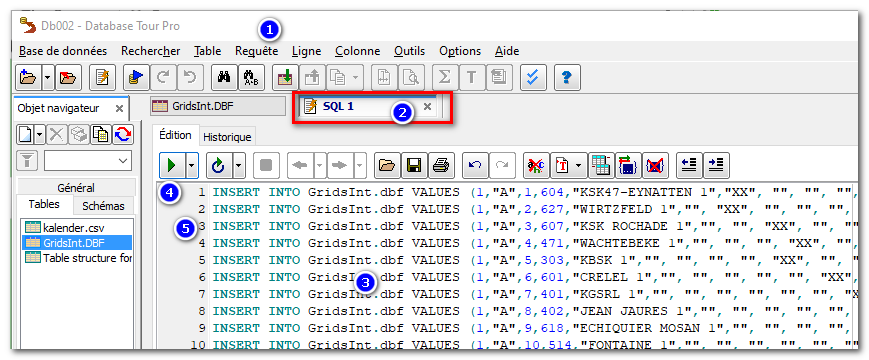 Db002 - Database Tour Pro
1
Base de données Rechercher Table Requête Ligne Colonne Outils Options Aide
A-B
Σ T ?
Objet navigateur ×
GridsInt.DBF
SQL 1 ×
2
Édition Historique
Général
Tables Schémas
kalender.csv
GridsInt.DBF
Table structure for
4
5
3
1 INSERT INTO GridsInt.dbf VALUES (1,"A",1,604,"KSK47-EYNATTEN 1","XX", "", "", "",
2 INSERT INTO GridsInt.dbf VALUES (1,"A",2,627,"WIRTZFELD 1","", "XX", "", "", "",
3 INSERT INTO GridsInt.dbf VALUES (1,"A",3,607,"KSK ROCHADE 1","", "", "XX", "", "",
4 INSERT INTO GridsInt.dbf VALUES (1,"A",4,471,"WACHTEBEKE 1","", "", "", "XX", "",
5 INSERT INTO GridsInt.dbf VALUES (1,"A",5,303,"KBSK 1","", "", "", "", "XX", "", "",
6 INSERT INTO GridsInt.dbf VALUES (1,"A",6,601,"CRELEL 1","", "", "", "", "", "XX",
7 INSERT INTO GridsInt.dbf VALUES (1,"A",7,401,"KGSRL 1","", "", "", "", "", "", "X
8 INSERT INTO GridsInt.dbf VALUES (1,"A",8,402,"JEAN JAURES 1","", "", "", "", "",
9 INSERT INTO GridsInt.dbf VALUES (1,"A",9,618,"ECHIQUIER MOSAN 1","", "", "", "",
10 INSERT INTO GridsInt.dbf VALUES (1,"A",10,514,"FONTAINE 1","", "", "", "", "", "",